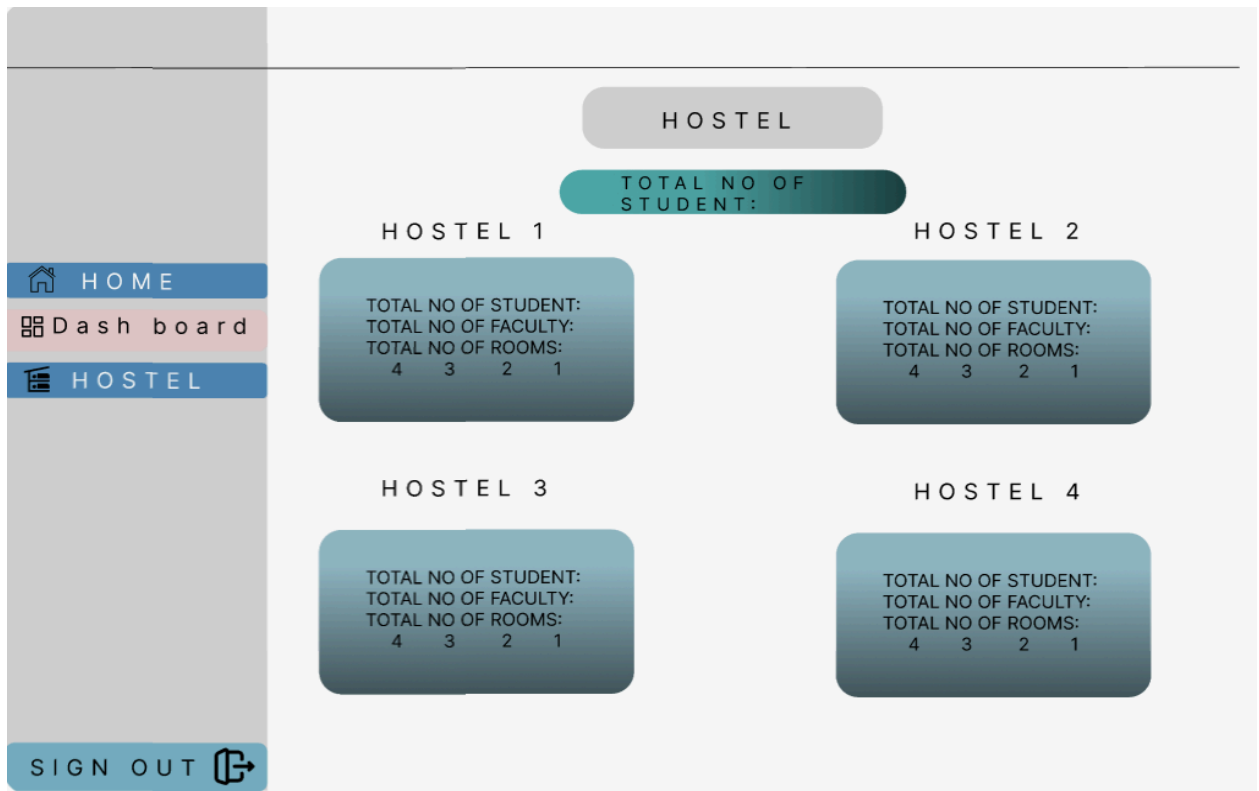 HOSTEL
TOTAL NO OF
STUDENT:
HOME
Dash board
HOSTEL
SIGN OUT
HOSTEL 1
TOTAL NO OF STUDENT:
TOTAL NO OF FACULTY:
TOTAL NO OF ROOMS:
4 3 2 1
HOSTEL 2
TOTAL NO OF STUDENT:
TOTAL NO OF FACULTY:
TOTAL NO OF ROOMS:
4 3 2 1
HOSTEL 3
TOTAL NO OF STUDENT:
TOTAL NO OF FACULTY:
TOTAL NO OF ROOMS:
4 3 2 1
HOSTEL 4
TOTAL NO OF STUDENT:
TOTAL NO OF FACULTY:
TOTAL NO OF ROOMS:
4 3 2 1